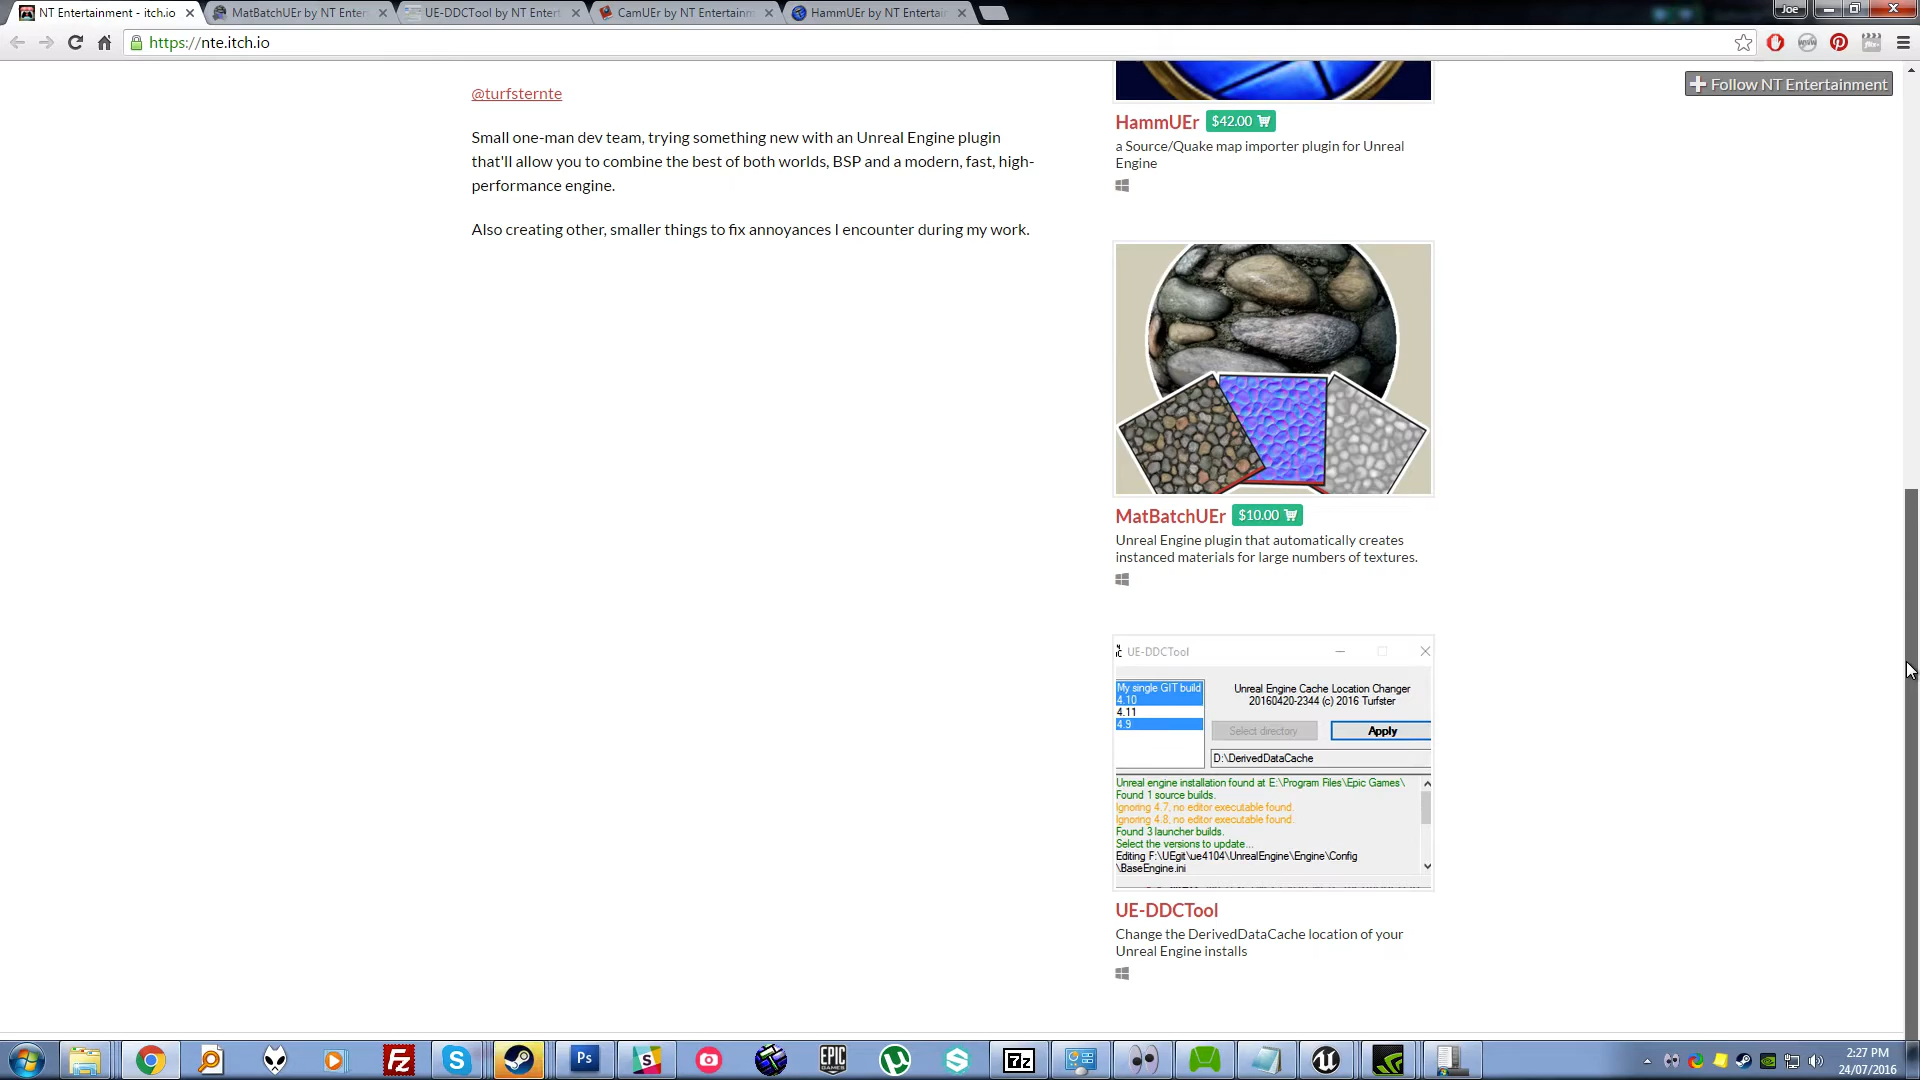 NT Entertainment - itch.io
MatBatchUEr by NT Enter
UE-DDCTool by NT Entert
CamUEr by NT Entertainm
HammUEr by NT Entertai
Joe
https://nte.itch.io
Follow NT Entertainment
@turfsternte
Small one-man dev team, trying something new with an Unreal Engine plugin
that'll allow you to combine the best of both worlds, BSP and a modern, fast, high-
performance engine.
Also creating other, smaller things to fix annoyances I encounter during my work.
HammUEr $42.00
a Source/Quake map importer plugin for Unreal
Engine
MatBatchUEr $10.00
Unreal Engine plugin that automatically creates
instanced materials for large numbers of textures.
UE-DDCTool
My single GIT build
4.10
4.11
4.9
Unreal Engine Cache Location Changer
20160420-2344 (c) 2016 Turfster
Select directory
Apply
D:\DerivedDataCache
Unreal engine installation found at E:\Program Files\Epic Games\
Found 1 source builds.
Ignoring 4.7, no editor executable found.
Ignoring 4.8, no editor executable found.
Found 3 launcher builds.
Select the versions to update...
Editing F:\UEgit\ue4104\UnrealEngine\Engine\Config
\BaseEngine.ini
UE-DDCTool
Change the DerivedDataCache location of your
Unreal Engine installs
Fz
Ps
EPIC
GAMES
7z
2:27 PM
24/07/2016